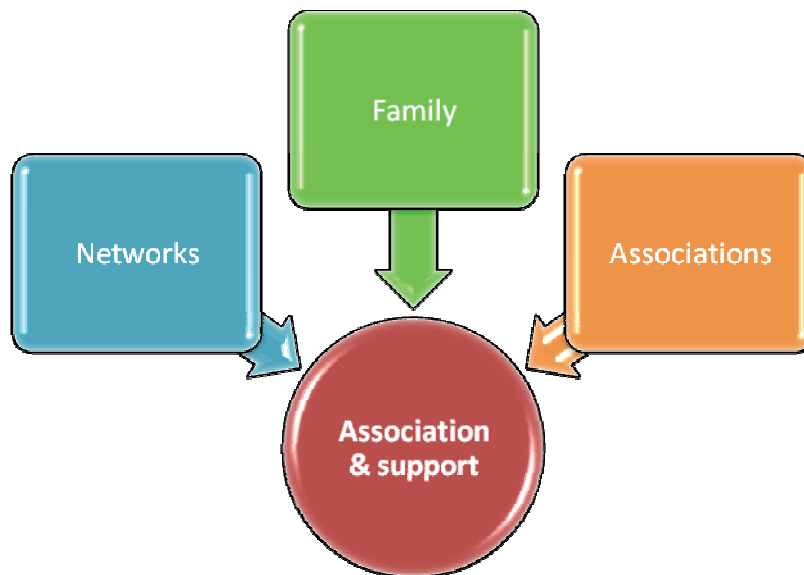 Family
Networks
Associations
Association
& support